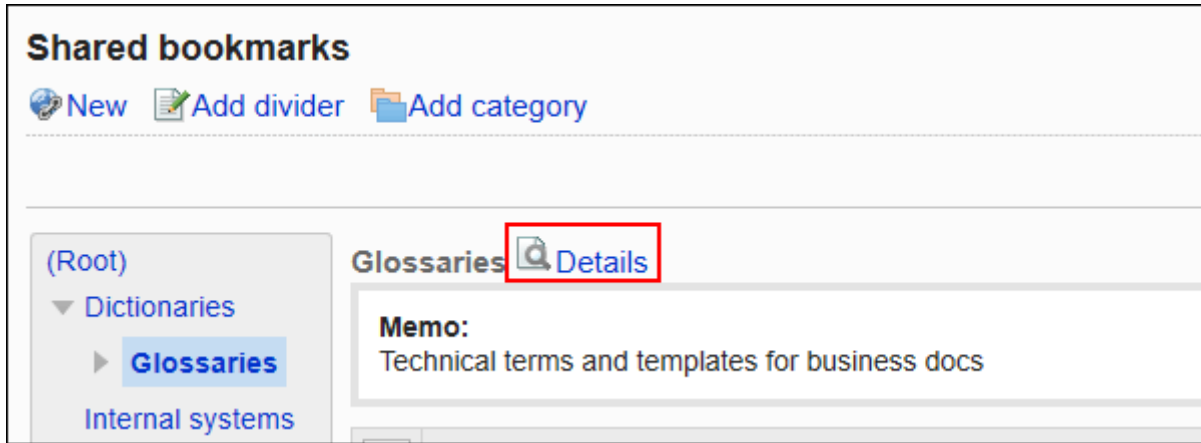 Shared bookmarks
New Add divider Add category
(Root)
Dictionaries
Glossaries
Internal systems
Glossaries Details
Memo:
Technical terms and templates for business docs